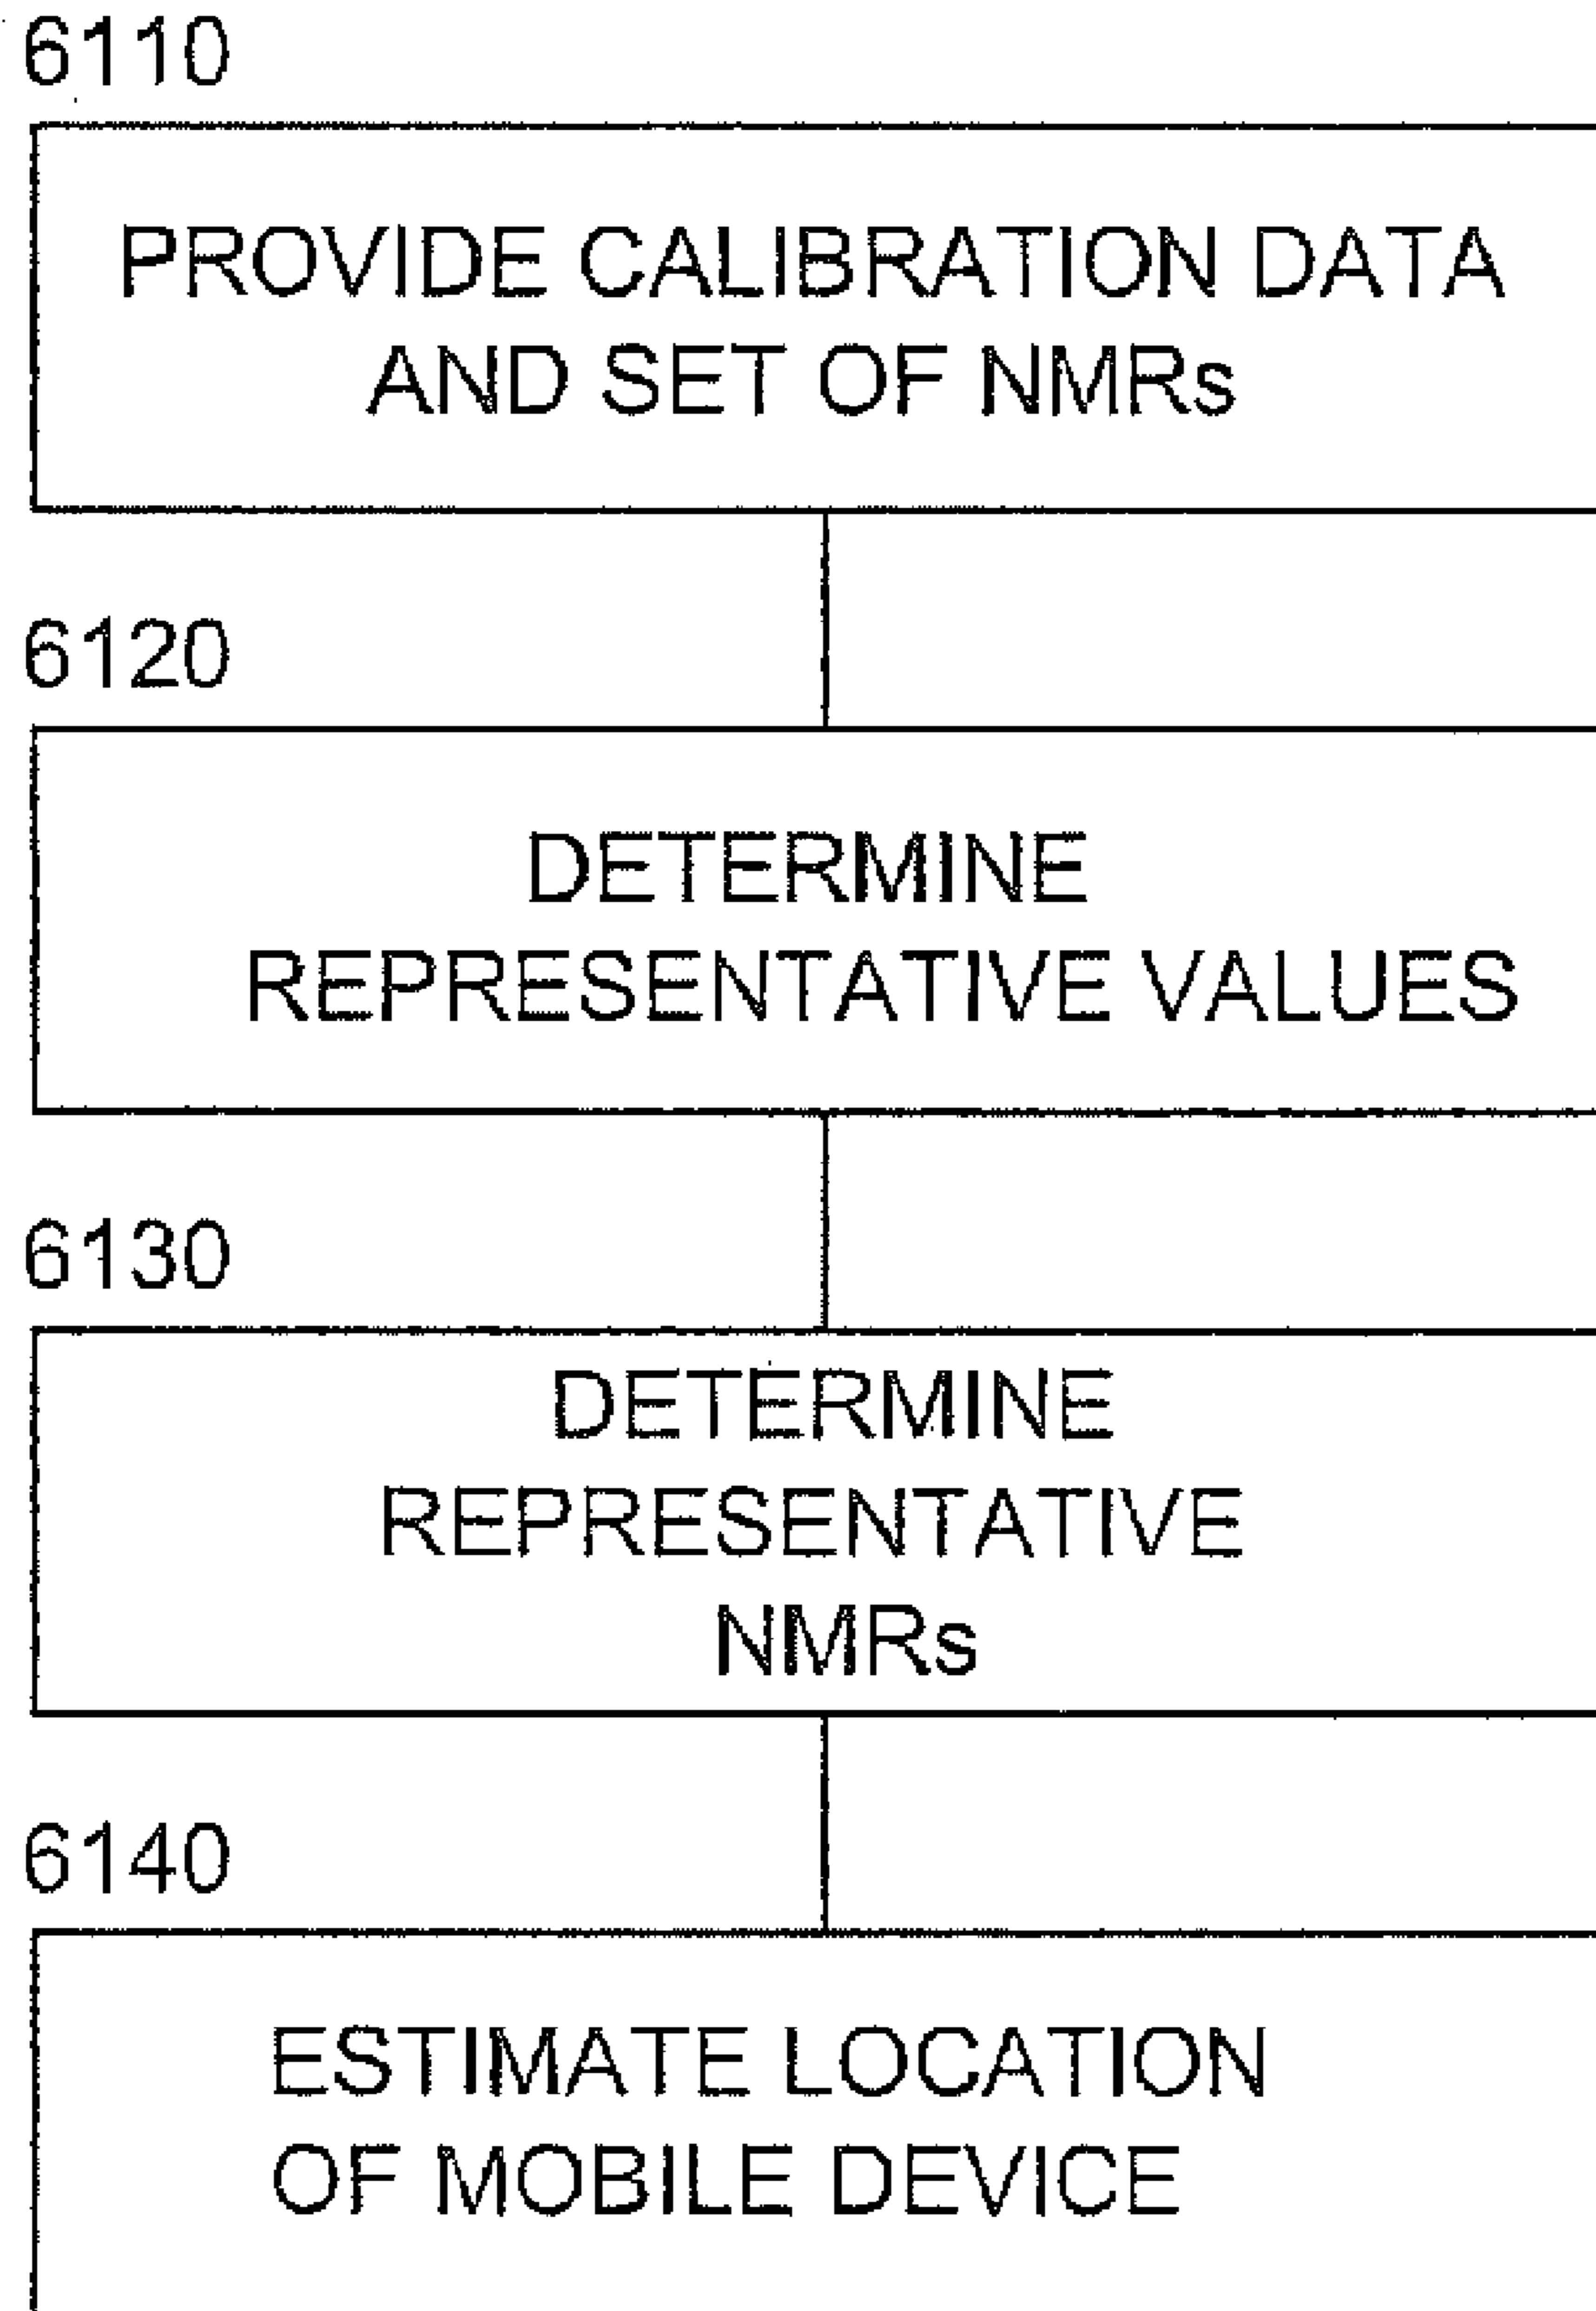 6110
PROVIDE CALIBRATION DATA
AND SET OF NMRs
6120
DETERMINE
REPRESENTATIVE VALUES
6130
DETERMINE
REPRESENTATIVE
NMRs
6140
ESTIMATE LOCATION
OF MOBILE DEVICE